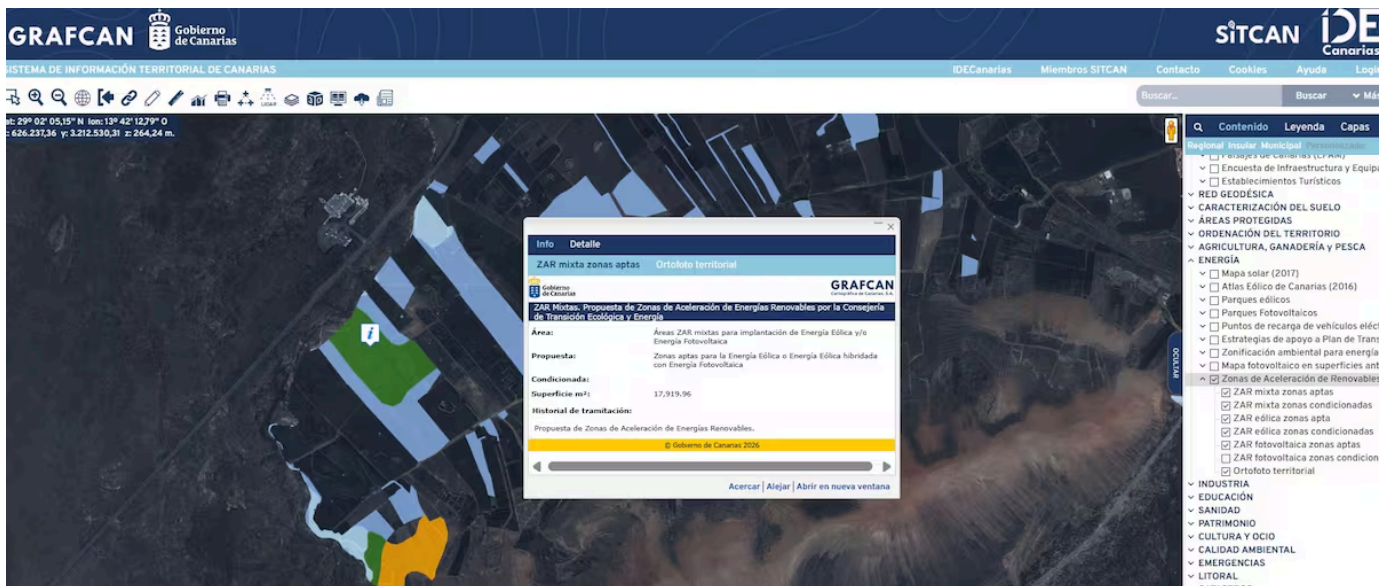 GRAFCAN
Gobierno
de Canarias
SITCAN
IDE
Canarias
SISTEMA DE INFORMACIÓN TERRITORIAL DE CANARIAS
IDECanarias Miembros SITCAN Contacto Cookies Ayuda
LIDAR
Buscar... Buscar Más
29º 02' 05,15" N lon: 13º 42' 12,79" O
626.237,36 y: 3.212.530,31 z: 264,24 m.
Contenido Leyenda Capas
Regional Insular Municipal
Paisajes de Canarias (EPAM)
Encuesta de Infraestructura y
Establecimientos Turísticos
RED GEODÉSICA
CARACTERIZACIÓN DEL SUELO
ÁREAS PROTEGIDAS
ORDENACIÓN DEL TERRITORIO
AGRICULTURA, GANADERÍA y PESCA
ENERGÍA
Mapa solar (2017)
Atlas Eólico de Canarias (2016)
Parques eólicos
Parques Fotovoltaicos
Puntos de recarga de vehículos eléct
Estrategias de apoyo a Plan de Trans
Zonificación ambiental para energía
Mapa fotovoltaico en superficies ant
Zonas de Aceleración de Renovables
ZAR mixta zonas aptas
ZAR mixta zonas condicionadas
ZAR eólica zonas apta
ZAR eólica zonas condicionadas
ZAR fotovoltaica zonas aptas
ZAR fotovoltaica zonas condicion
Ortofoto territorial
INDUSTRIA
EDUCACIÓN
SANIDAD
PATRIMONIO
CULTURA Y OCIO
CALIDAD AMBIENTAL
EMERGENCIAS
LITORAL
OCULTAR
Info Detalle
ZAR mixta zonas aptas Ortofoto territorial
Gobierno
de Canarias
GRAFCAN
Cartográfica de Canarias, S.A.
ZAR Mixtas. Propuesta de Zonas de Aceleración de Energías Renovables por la Consejería
de Transición Ecológica y Energía
Área: Áreas ZAR mixtas para implantación de Energía Eólica y/o
Energía Fotovoltaica
Propuesta: Zonas aptas para la Energía Eólica o Energía Eólica hibridada
con Energía Fotovoltaica
Condicionada:
Superficie m²: 17,919.96
Historial de tramitación:
Propuesta de Zonas de Aceleración de Energías Renovables.
© Gobierno de Canarias 2026
Acercar | Alejar | Abrir en nueva ventana